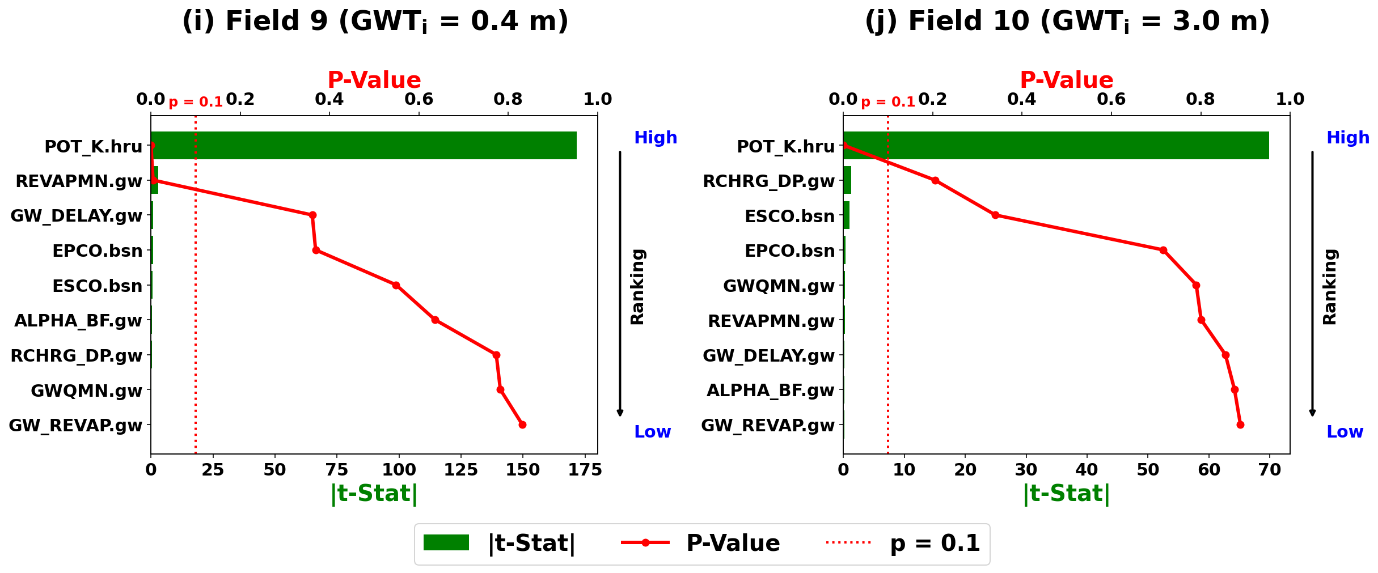 (i) Field 9 (GWTi = 0.4 m)
P-Value
0.0 p = 0.1 0.2 0.4 0.6 0.8 1.0
POT_K.hru
REVAPMN.gw
GW_DELAY.gw
EPCO.bsn
ESCO.bsn
ALPHA_BF.gw
RCHRG_DP.gw
GWQMN.gw
GW_REVAP.gw
High
Ranking
Low
0 25 50 75 100 125 150 175
|t-Stat|
(j) Field 10 (GWTi = 3.0 m)
P-Value
0.0 p = 0.1 0.2 0.4 0.6 0.8 1.0
POT_K.hru
RCHRG_DP.gw
ESCO.bsn
EPCO.bsn
GWQMN.gw
REVAPMN.gw
GW_DELAY.gw
ALPHA_BF.gw
GW_REVAP.gw
High
Ranking
Low
0 10 20 30 40 50 60 70
|t-Stat|
|t-Stat| P-Value p = 0.1